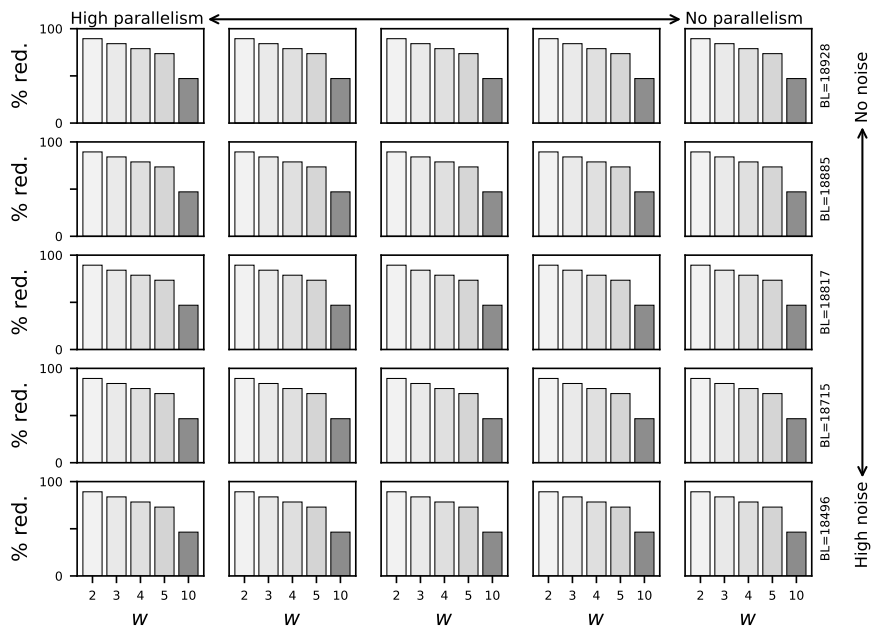 High parallelism
No parallelism
100
% red.
0
BL=18928
No noise
100
% red.
0
BL=18885
100
% red.
0
BL=18817
100
% red.
0
BL=18715
100
% red.
0
BL=18496
High noise
2 3 4 5 10 2 3 4 5 10 2 3 4 5 10 2 3 4 5 10 2 3 4 5 10
w w w w w